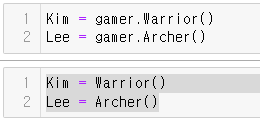 1 Kim = gamer.Warrior()
2 Lee = gamer.Archer()
1 Kim = Warrior()
2 Lee = Archer()